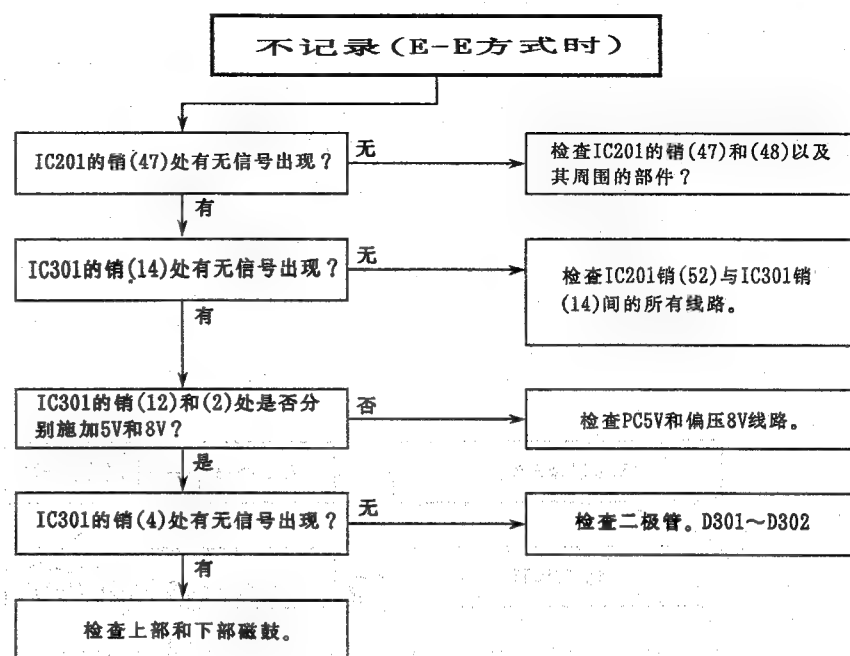 不记录(E-E方式时)
IC201的销(47)处有无信号出现?
无
检查IC201的销(47)和(48)以及
其周围的部件?
有
IC301的销(14)处有无信号出现?
无
检查IC201销(52)与IC301销
(14)间的所有线路。
有
IC301的销(12)和(2)处是否分
别施加5V和8V?
否
检查PC5V和偏压8V线路。
是
IC301的销(4)处有无信号出现?
无
检查二极管。D301～D302
有
检查上部和下部磁鼓。